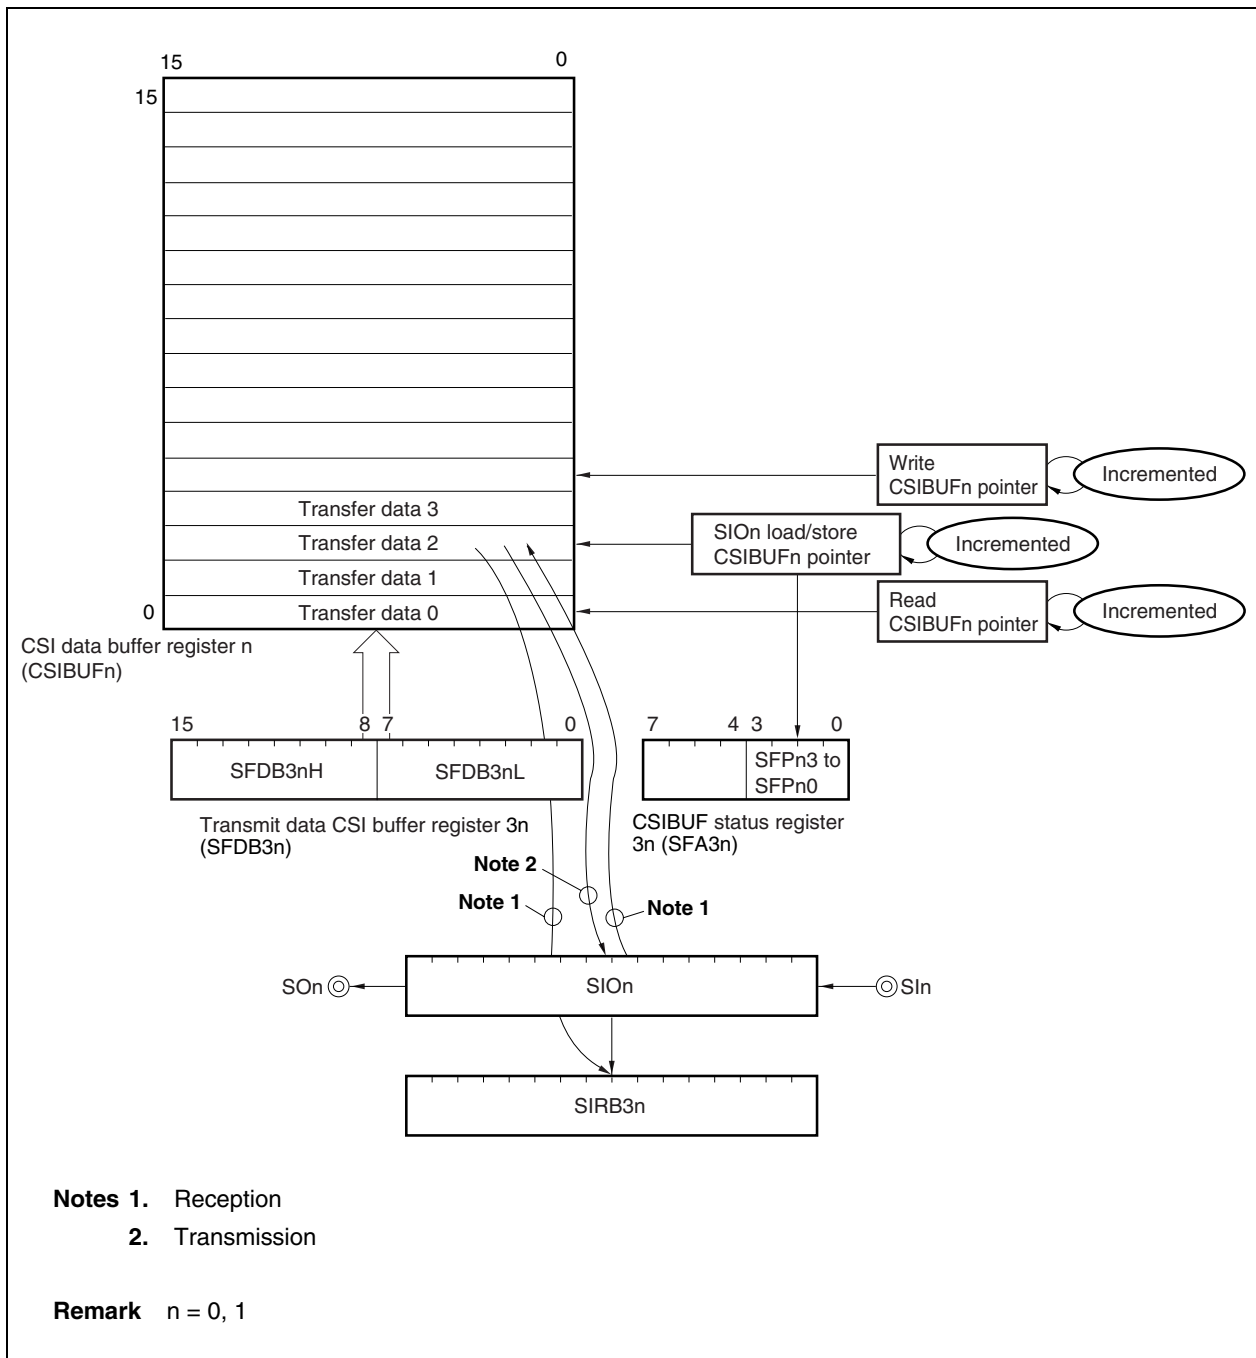 15 0
15
Write
CSIBUFn pointer
Incremented
Transfer data 3
SIOn load/store
CSIBUFn pointer
Incremented
Transfer data 2
Transfer data 1
Read
CSIBUFn pointer
Incremented
0
Transfer data 0
CSI data buffer register n
(CSIBUFn)
15 8 7 0
7 4 3 0
SFDB3nH
SFDB3nL
SFPn3 to
SFPn0
Transmit data CSI buffer register 3n
(SFDB3n)
CSIBUF status register
3n (SFA3n)
Note 2
Note 1
Note 1
SOn
SIOn
SIn
SIRB3n
Notes 1. Reception
2. Transmission
Remark n = 0, 1